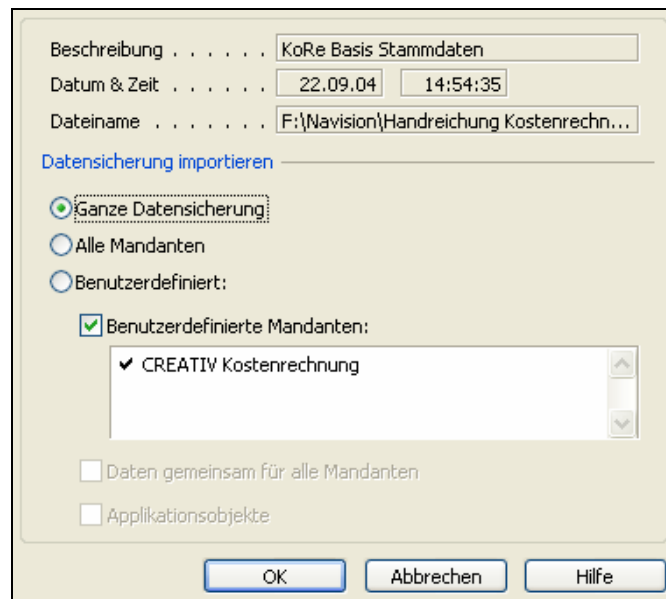 Beschreibung . . . . . . KoRe Basis Stammdaten
Datum & Zeit . . . . . . 22.09.04 14:54:35
Dateiname . . . . . . . F:\Navision\Handreichung Kostenrechn...
Datensicherung importieren
Ganze Datensicherung
Alle Mandanten
Benutzerdefiniert:
Benutzerdefinierte Mandanten:
CREATIV Kostenrechnung
Daten gemeinsam für alle Mandanten
Applikationsobjekte
OK Abbrechen Hilfe